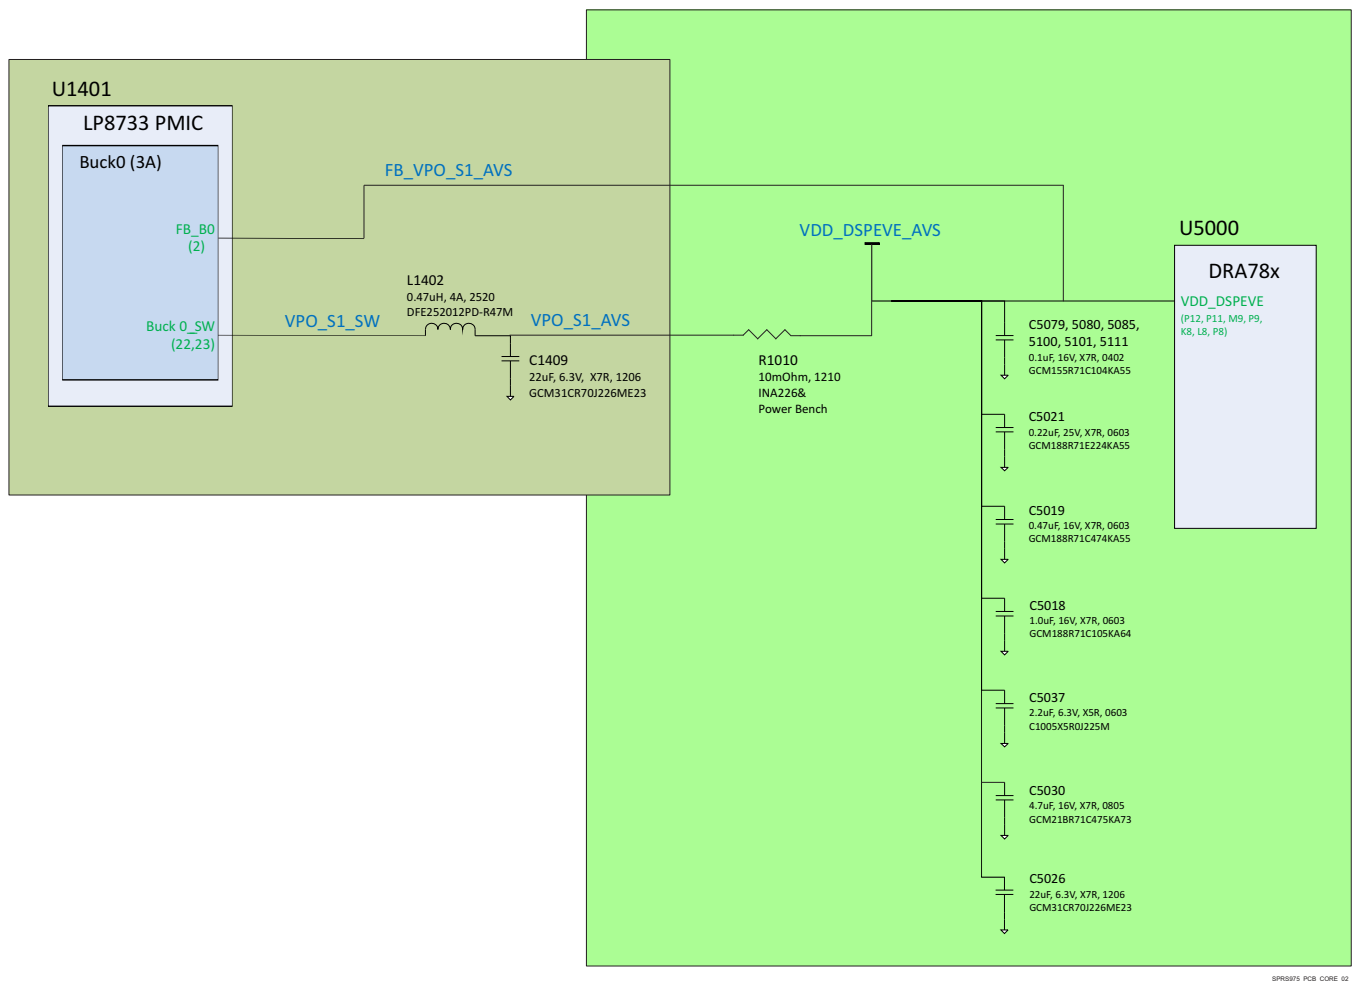 U1401
LP8733 PMIC
Buck0 (3A)
FB_B0
(2)
Buck 0_SW
(22,23)
FB_VPO_S1_AVS
VPO_S1_SW
L1402
0.47uH, 4A, 2520
DFE252012PD-R47M
VPO_S1_AVS
C1409
22uF, 6.3V,  X7R, 1206
GCM31CR70J226ME23
R1010
10mOhm, 1210
INA226&
Power Bench
VDD_DSPEVE_AVS
U5000
DRA78x
VDD_DSPEVE
(P12, P11, M9, P9,
K8, L8, P8)
C5079, 5080, 5085,
5100, 5101, 5111
0.1uF, 16V, X7R, 0402
GCM155R71C104KA55
C5021
0.22uF, 25V, X7R, 0603
GCM188R71E224KA55
C5019
0.47uF, 16V, X7R, 0603
GCM188R71C474KA55
C5018
1.0uF, 16V, X7R, 0603
GCM188R71C105KA64
C5037
2.2uF, 6.3V, X5R, 0603
C1005X5R0J225M
C5030
4.7uF, 16V, X7R, 0805
GCM21BR71C475KA73
C5026
22uF, 6.3V, X7R, 1206
GCM31CR70J226ME23
SPRS975_PCB_CORE_02